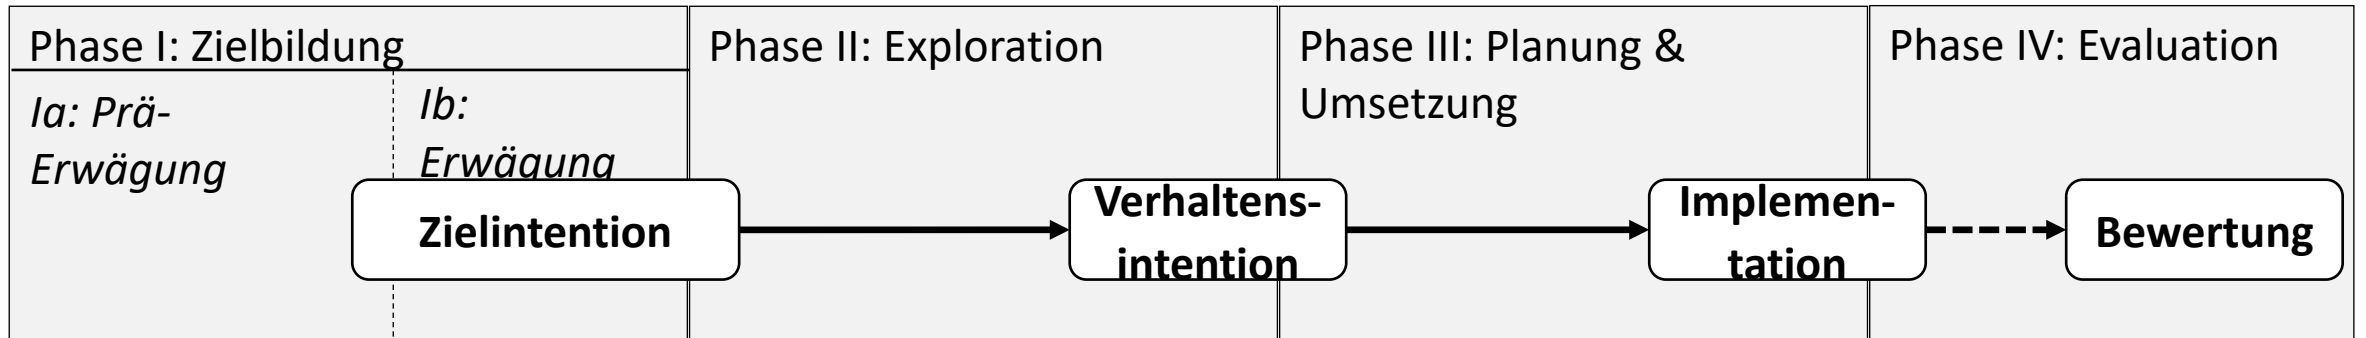 Phase I: Zielbildung
Ia: Prä-
Erwägung
Ib:
Erwägung
Zielintention
Phase II: Exploration
Verhaltens-
intention
Phase III: Planung &
Umsetzung
Implemen-
tation
Phase IV: Evaluation
Bewertung